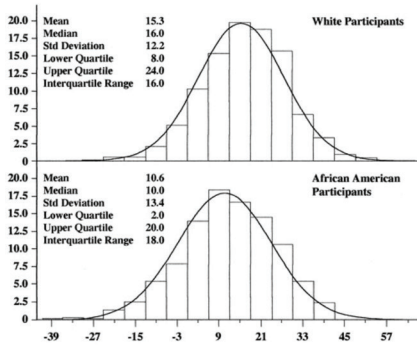 20.0
Mean 15.3
White Participants
17.5
Median 16.0
Std Deviation 12.2
15.0
Lower Quartile 8.0
12.5
Upper Quartile 24.0
10.0
Interquartile Range 16.0
7.5
5.0
2.5
0
20.0
Mean 10.6
African American
Participants
17.5
Median 10.0
Std Deviation 13.4
15.0
Lower Quartile 2.0
12.5
Upper Quartile 20.0
10.0
Interquartile Range 18.0
7.5
5.0
2.5
0
-39 -27 -15 -3 9 21 33 45 57